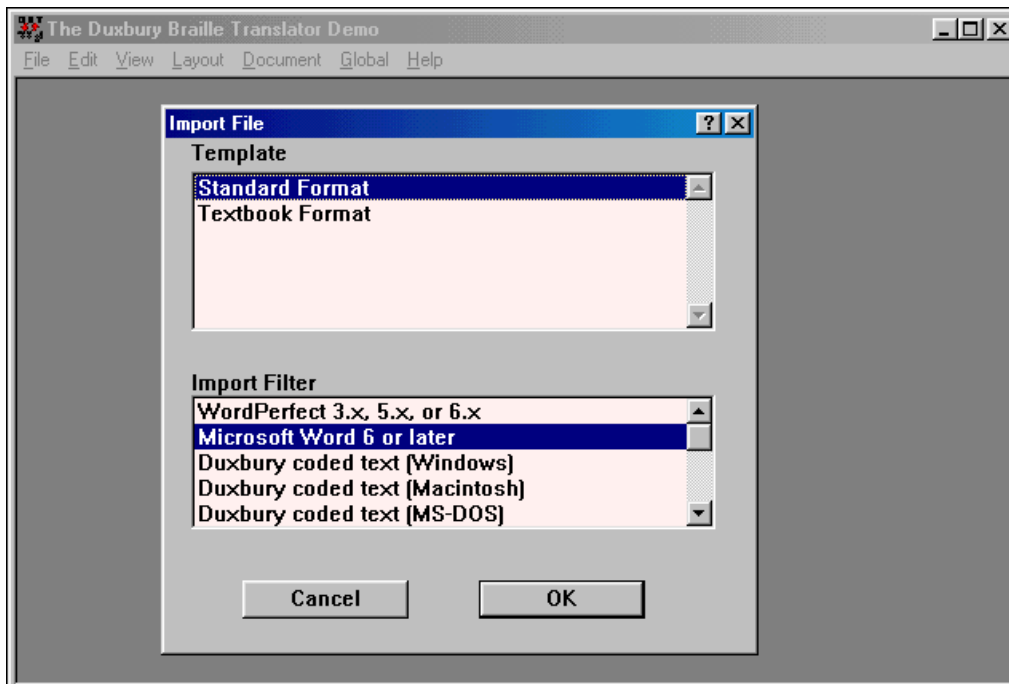 The Duxbury Braille Translator Demo
File Edit View Layout Document Global Help
Import File
Template
Standard Format
Textbook Format
Import Filter
WordPerfect 3.x, 5.x, or 6.x
Microsoft Word 6 or later
Duxbury coded text (Windows)
Duxbury coded text (Macintosh)
Duxbury coded text (MS-DOS)
Cancel OK